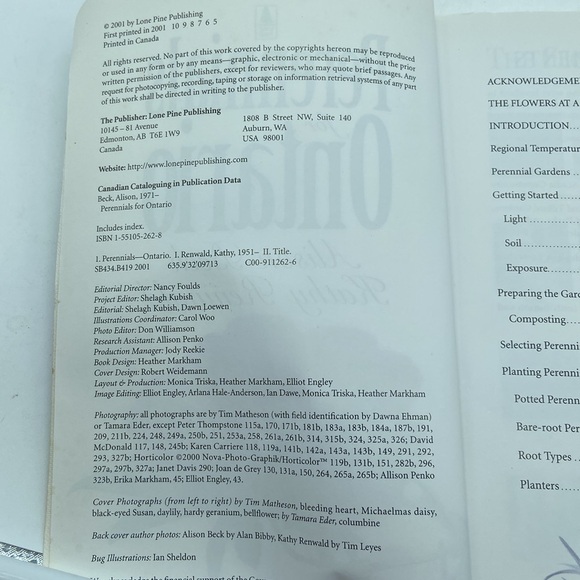 © 2001 by Lone Pine Publishing
First printed in 2001 10 9 8 7 6 5
Printed in Canada
All rights reserved. No part of this work covered by the copyrights hereon may be reproduced
or used in any form or by any means—graphic, electronic or mechanical—without the prior
written permission of the publishers, except for reviewers, who may quote brief passages. Any
request for photocopying, recording, taping or storage on information retrieval systems of any part
of this work shall be directed in writing to the publisher.
The Publisher: Lone Pine Publishing
10145 – 81 Avenue 1808 B Street NW, Suite 140
Edmonton, AB T6E 1W9 Auburn, WA
Canada USA 98001
Website: http://www.lonepinepublishing.com
Canadian Cataloguing in Publication Data
Beck, Alison, 1971–
Perennials for Ontario
Includes index.
ISBN 1-55105-262-8
1. Perennials—Ontario. I. Renwald, Kathy, 1951– II. Title.
SB434.B419 2001 635.9'32'09713 C00-911262-6
Editorial Director: Nancy Foulds
Project Editor: Shelagh Kubish
Editorial: Shelagh Kubish, Dawn Loewen
Illustrations Coordinator: Carol Woo
Photo Editor: Don Williamson
Research Assistant: Allison Penko
Production Manager: Jody Reekie
Book Design: Heather Markham
Cover Design: Robert Weidemann
Layout & Production: Monica Triska, Heather Markham, Elliot Engley
Image Editing: Elliot Engley, Arlana Hale-Anderson, Ian Dawe, Monica Triska, Heather Markham
Photography: all photographs are by Tim Matheson (with field identification by Dawna Ehman)
or Tamara Eder, except Peter Thompstone 115a, 170, 171b, 181b, 183a, 183b, 184a, 187b, 191,
209, 211b, 224, 248, 249a, 250b, 251, 253a, 258, 261a, 261b, 314, 315b, 324, 325a, 326; David
McDonald 117, 148, 245b; Karen Carriere 118, 119a, 141b, 142a, 143a, 143b, 149, 291, 292,
293, 327b; Horticolor ©2000 Nova-Photo-Graphik/Horticolor™ 119b, 131b, 151, 282b, 296,
297a, 297b, 327a; Janet Davis 290; Joan de Grey 130, 131a, 150, 264, 265a, 265b; Allison Penko
323b, Erika Markham, 45; Elliot Engley, 43.
Cover Photographs (from left to right) by Tim Matheson, bleeding heart, Michaelmas daisy,
black-eyed Susan, daylily, hardy geranium, bellflower; by Tamara Eder, columbine
Back cover author photos: Alison Beck by Alan Bibby, Kathy Renwald by Tim Leyes
Bug Illustrations: Ian Sheldon
ACKNOWLEDGEME
THE FLOWERS AT A
INTRODUCTION....
Regional Temperatur
Perennial Gardens ..
Getting Started .....
Light ............
Soil ............
Exposure.......
Preparing the Gard
Composting....
Selecting Perenni
Planting Perenni
Potted Perenn
Bare-root Per
Root Types ..
Planters .....